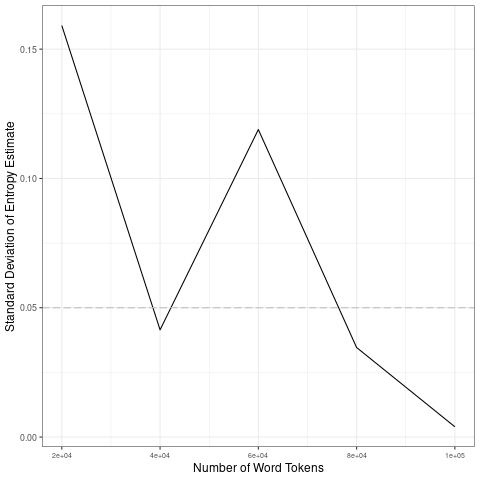 Standard Deviation of Entropy Estimate
0.15
0.10
0.05
0.00
2e+04 4e+04 6e+04 8e+04 1e+05
Number of Word Tokens